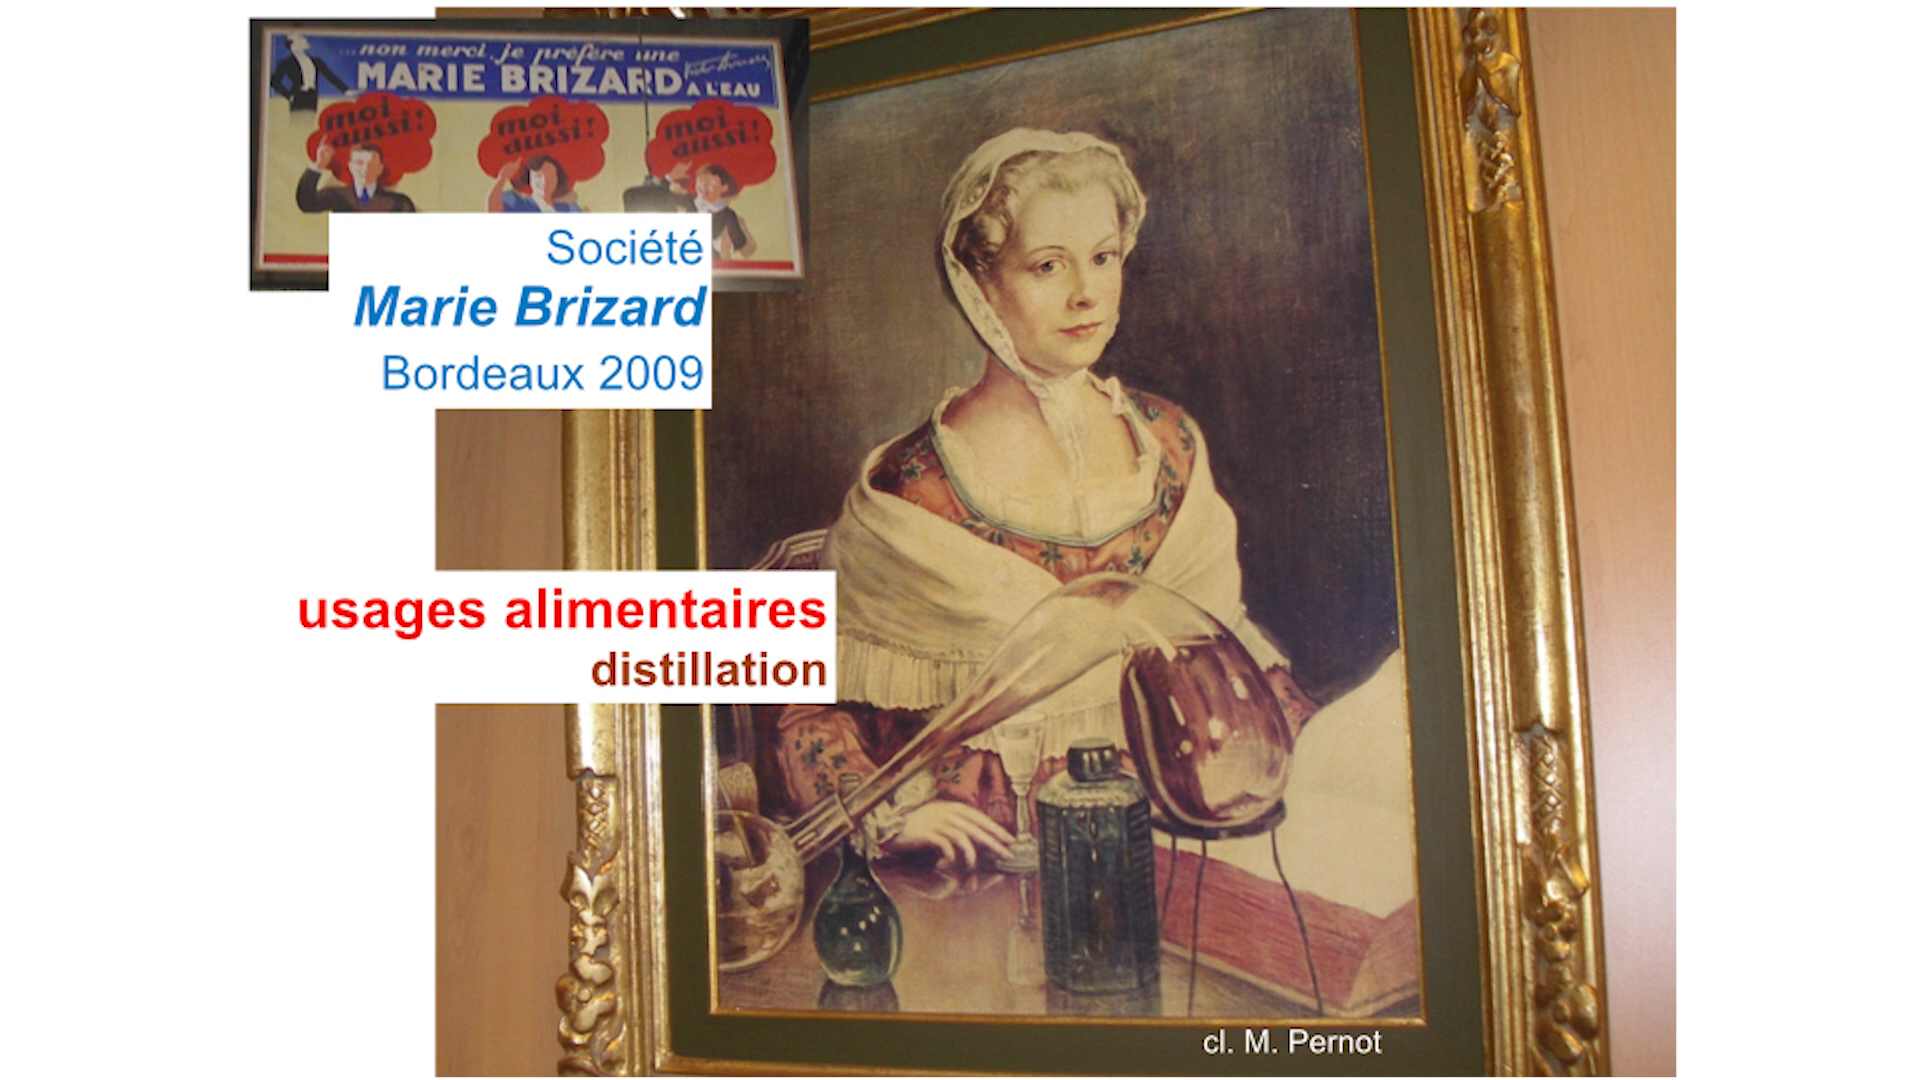 ...non merci. je préfère une
MARIE BRIZARD
A L'EAU
moi
aussi!
moi
aussi!
moi
aussi!
Société
Marie Brizard
Bordeaux 2009
usages alimentaires
distillation
cl. M. Pernot